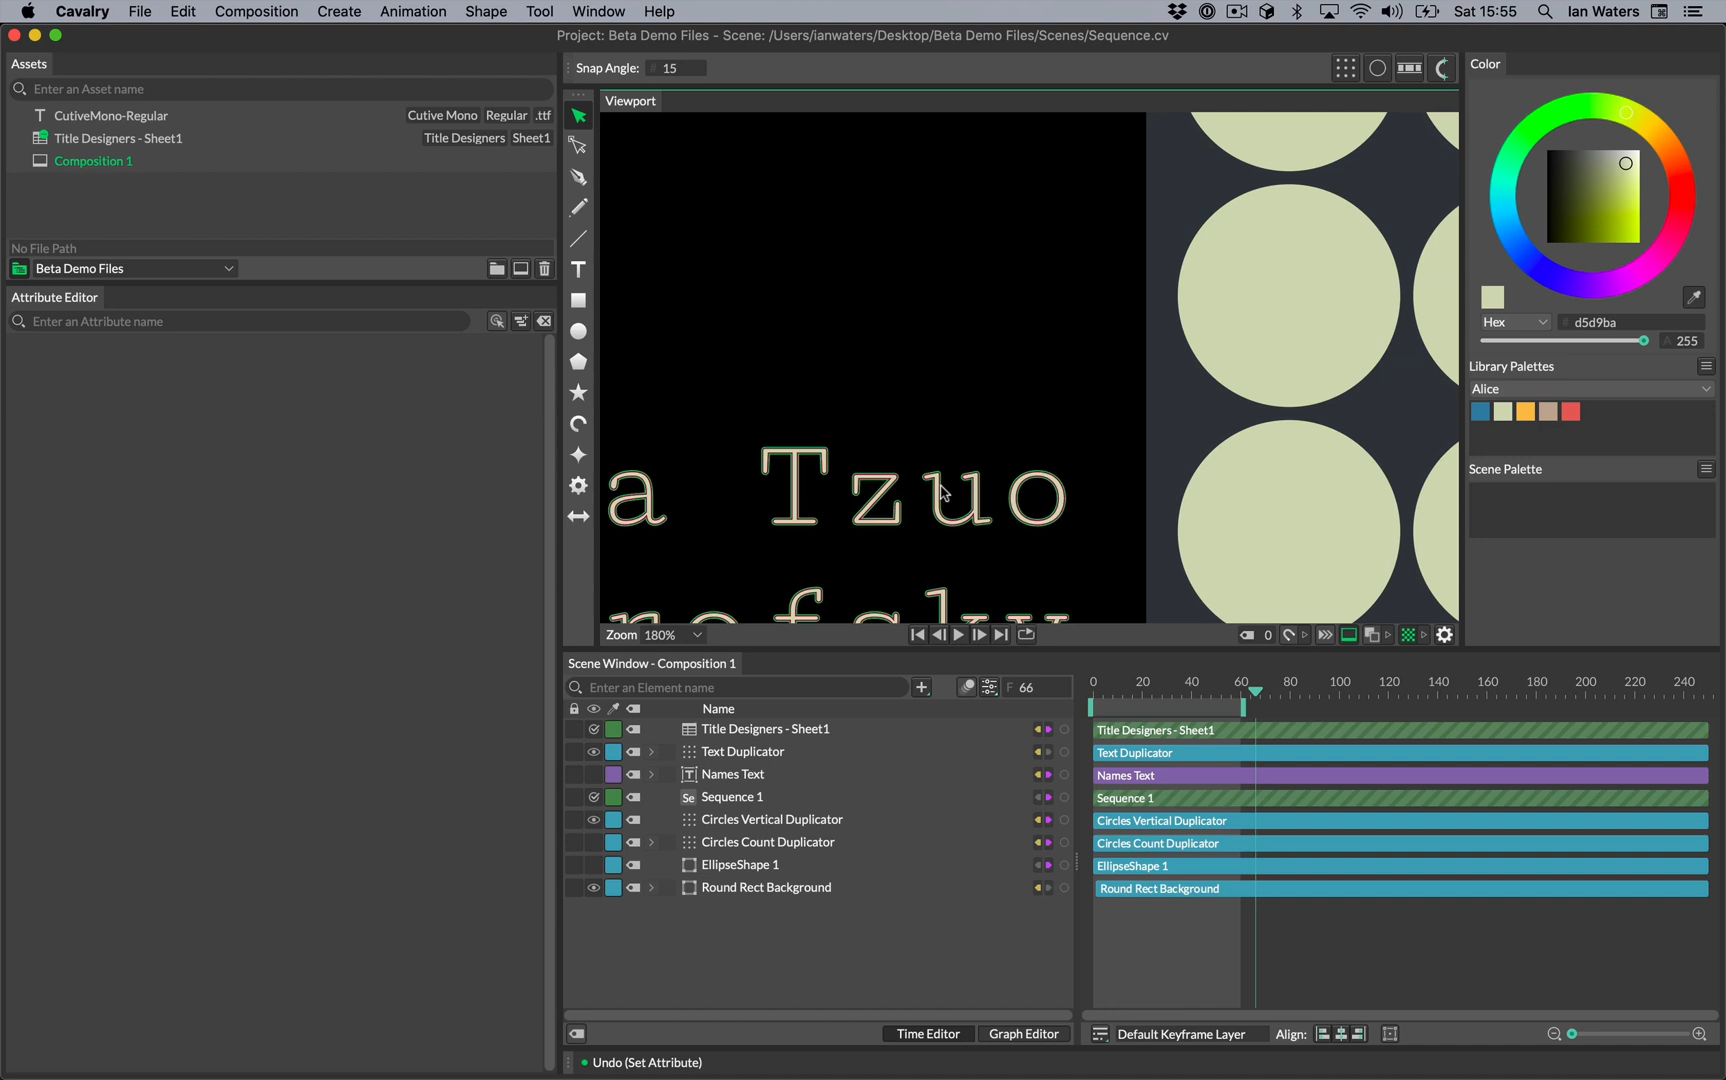 Cavalry File Edit Composition Create Animation Shape Tool Window Help Sat 15:55 Ian Waters
Project: Beta Demo Files - Scene: /Users/ianwaters/Desktop/Beta Demo Files/Scenes/Sequence.cv
Assets
Enter an Asset name
CutiveMono-Regular Cutive Mono Regular .ttf
Title Designers - Sheet1 Title Designers Sheet1
Composition 1
No File Path
Beta Demo Files
Attribute Editor
Enter an Attribute name
Snap Angle: # 15
Viewport
a Tzuo
Zoom 180%
0
Color
Hex # d5d9ba
A 255
Library Palettes
Alice
Scene Palette
Scene Window - Composition 1
Enter an Element name
F 66
0 20 40 60 80 100 120 140 160 180 200 220 240
Name
Title Designers - Sheet1 Title Designers - Sheet1
Text Duplicator Text Duplicator
Names Text Names Text
Se Sequence 1 Sequence 1
Circles Vertical Duplicator Circles Vertical Duplicator
Circles Count Duplicator Circles Count Duplicator
EllipseShape 1 EllipseShape 1
Round Rect Background Round Rect Background
Time Editor Graph Editor
Default Keyframe Layer Align:
Undo (Set Attribute)